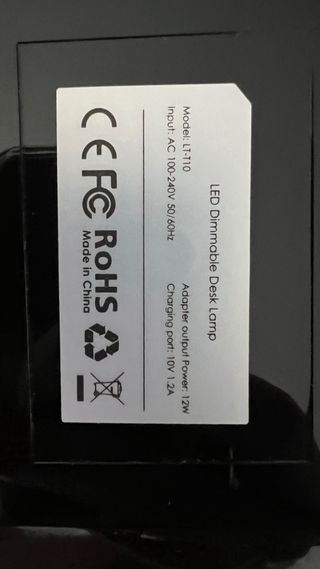 LED Dimmable Desk Lamp
Model: LT-T10 Adapter output Power: 12W
Input: AC 100-240V 50/60Hz Charging port: 10V 1.2A
CE FC RoHS
Made in China